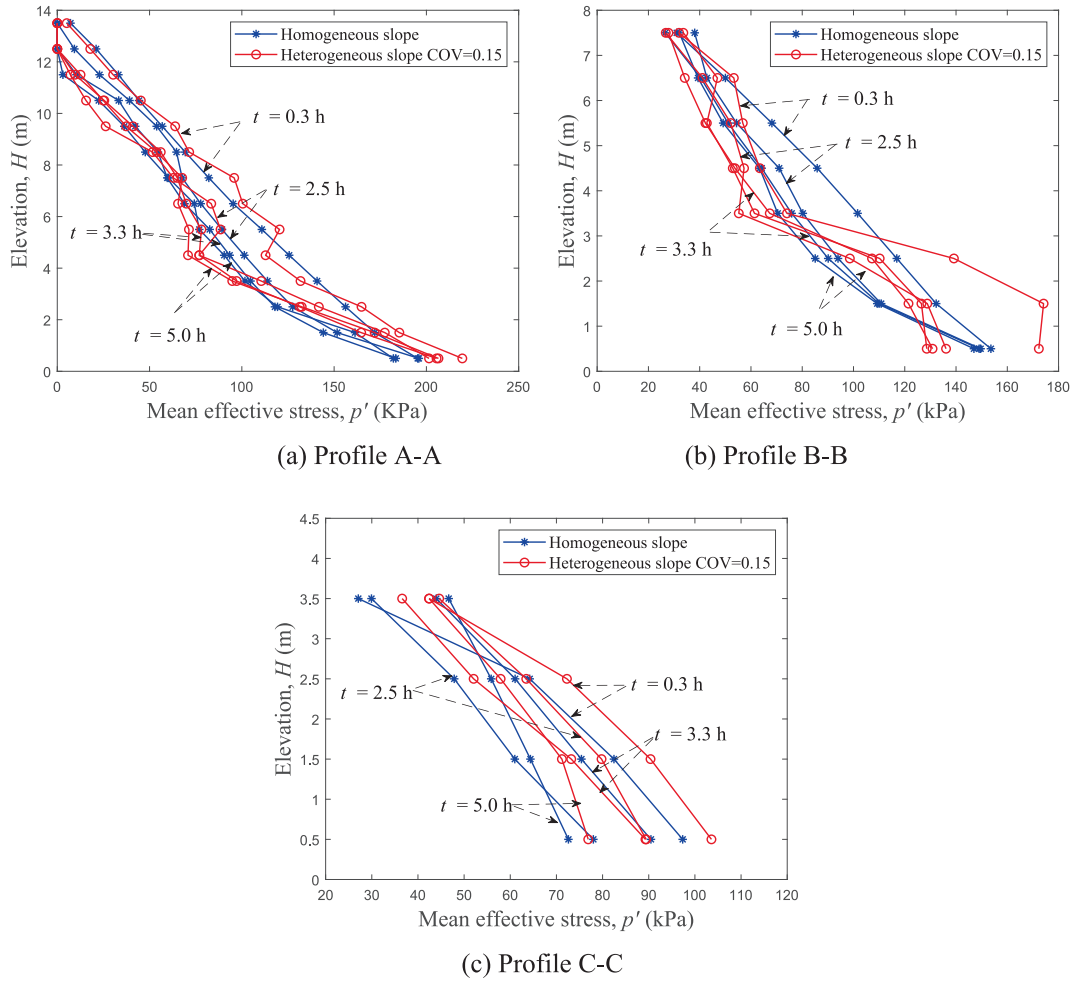 14
12
10
8
6
4
2
0
0
50
100
150
200
250
Elevation, H (m)
Mean effective stress, p′ (KPa)
Homogeneous slope
Heterogeneous slope COV=0.15
t = 0.3 h
t = 2.5 h
t = 3.3 h
t = 5.0 h
(a) Profile A-A
8
7
6
5
4
3
2
1
0
0
20
40
60
80
100
120
140
160
180
Elevation, H (m)
Mean effective stress, p′ (kPa)
Homogeneous slope
Heterogeneous slope COV=0.15
t = 0.3 h
t = 2.5 h
t = 3.3 h
t = 5.0 h
(b) Profile B-B
4.5
4
3.5
3
2.5
2
1.5
1
0.5
0
20
30
40
50
60
70
80
90
100
110
120
Elevation, H (m)
Mean effective stress, p′ (kPa)
Homogeneous slope
Heterogeneous slope COV=0.15
t = 0.3 h
t = 2.5 h
t = 3.3 h
t = 5.0 h
(c) Profile C-C